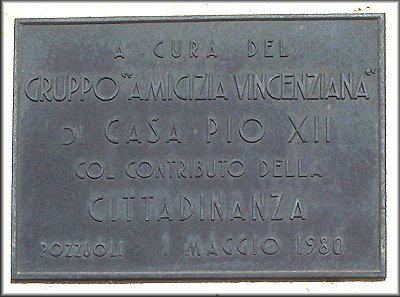 A CURA DEL
GRUPPO "AMICIZIA VINCENZIANA"
DI CASA PIO XII
COL CONTRIBUTO DELLA
CITTADINANZA
POZZUOLI 1 MAGGIO 1980